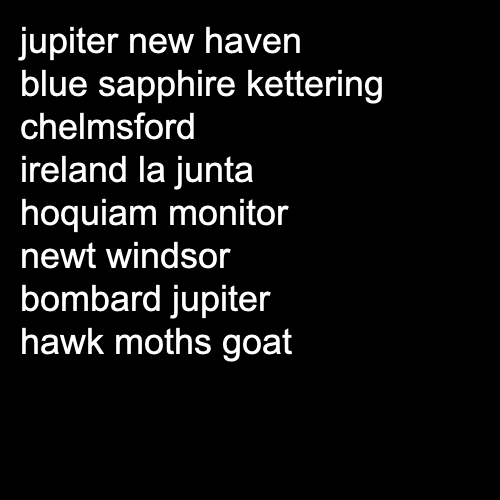 jupiter new haven
blue sapphire kettering
chelmsford
ireland la junta
hoquiam monitor
newt windsor
bombard jupiter
hawk moths goat